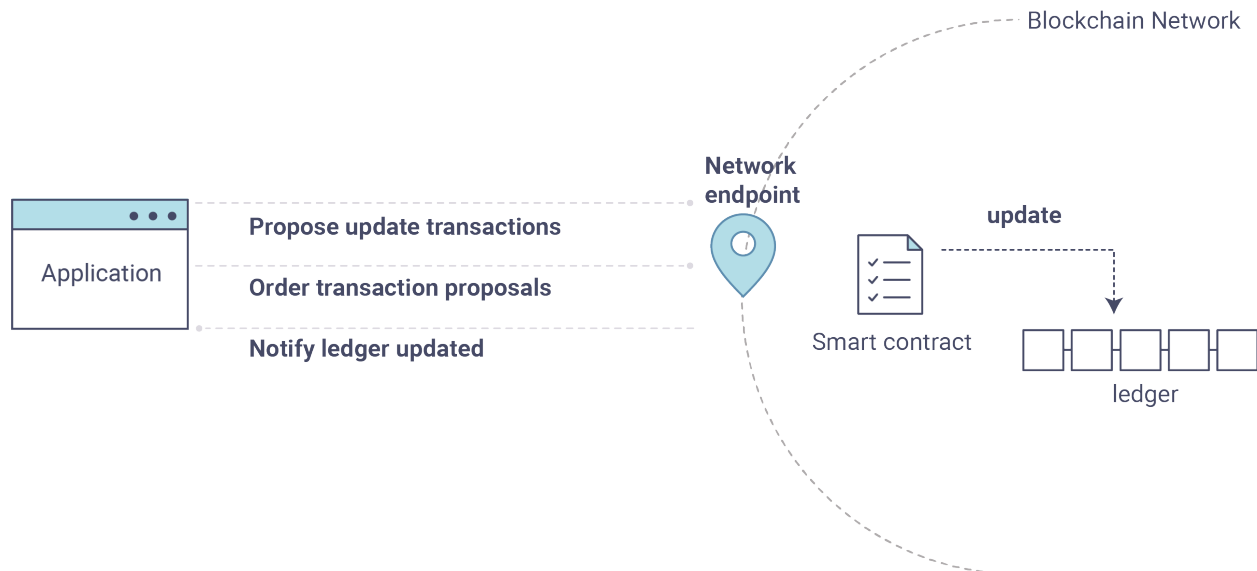 Blockchain Network
Network
endpoint
Propose update transactions
update
Application
Order transaction proposals
Smart contract
Notify ledger updated
ledger